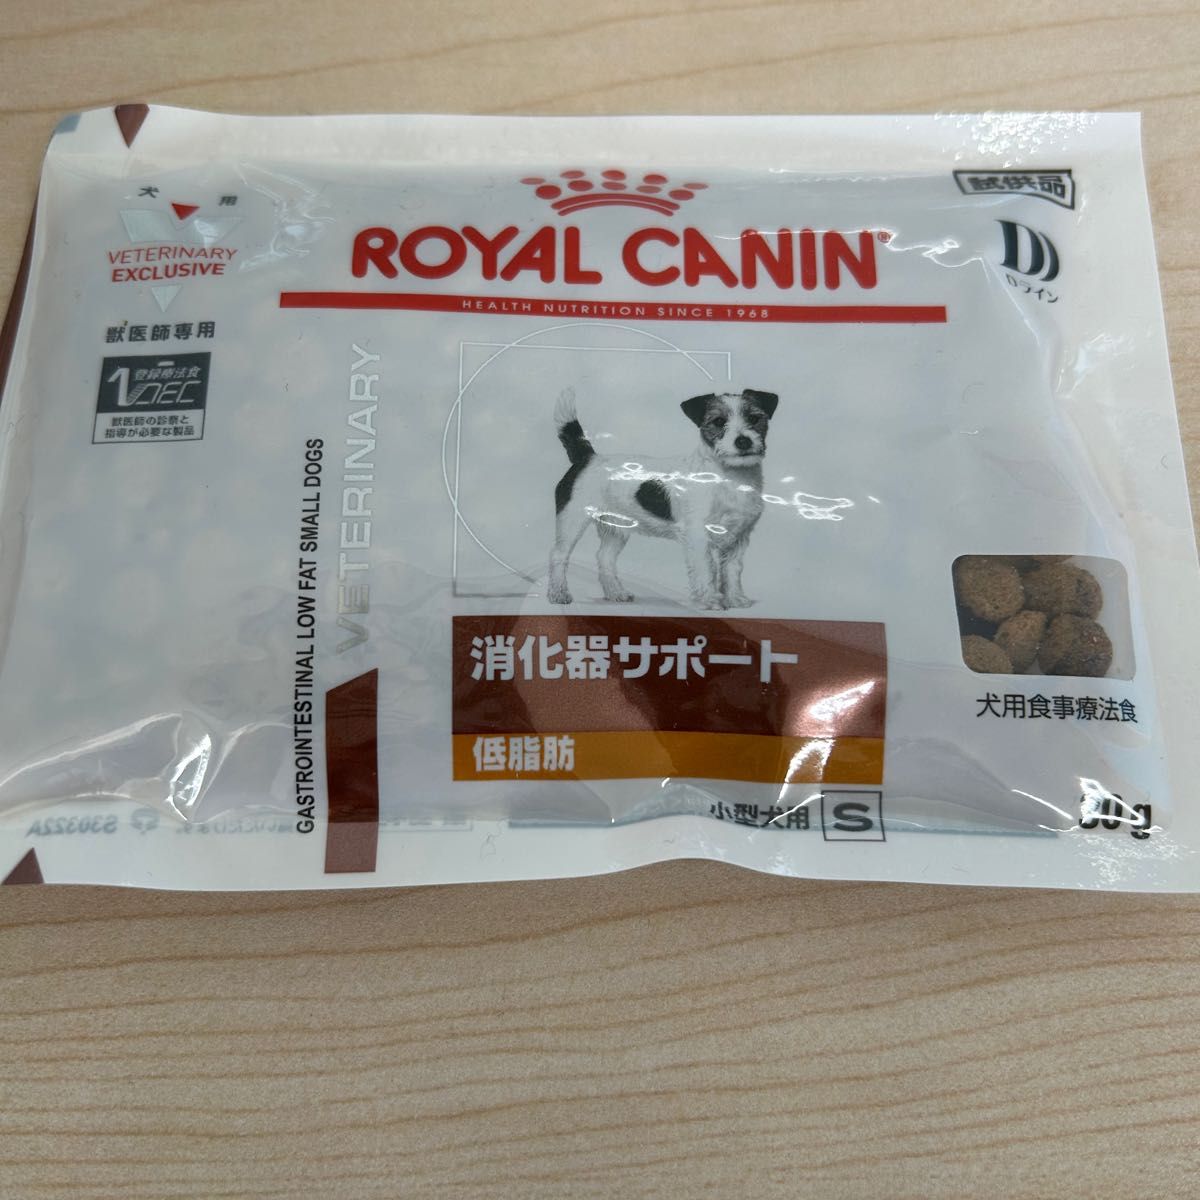 試供品
犬 用
VETERINARY
EXCLUSIVE
獣医師専用
登録療法食
獣医師の診察と
指導が必要な製品
ROYAL CANIN®
HEALTH NUTRITION SINCE 1968
Dライン
VETERINARY
GASTROINTESTINAL LOW FAT SMALL DOGS
消化器サポート
低脂肪
小型犬用 S
犬用食事療法食
S30322A